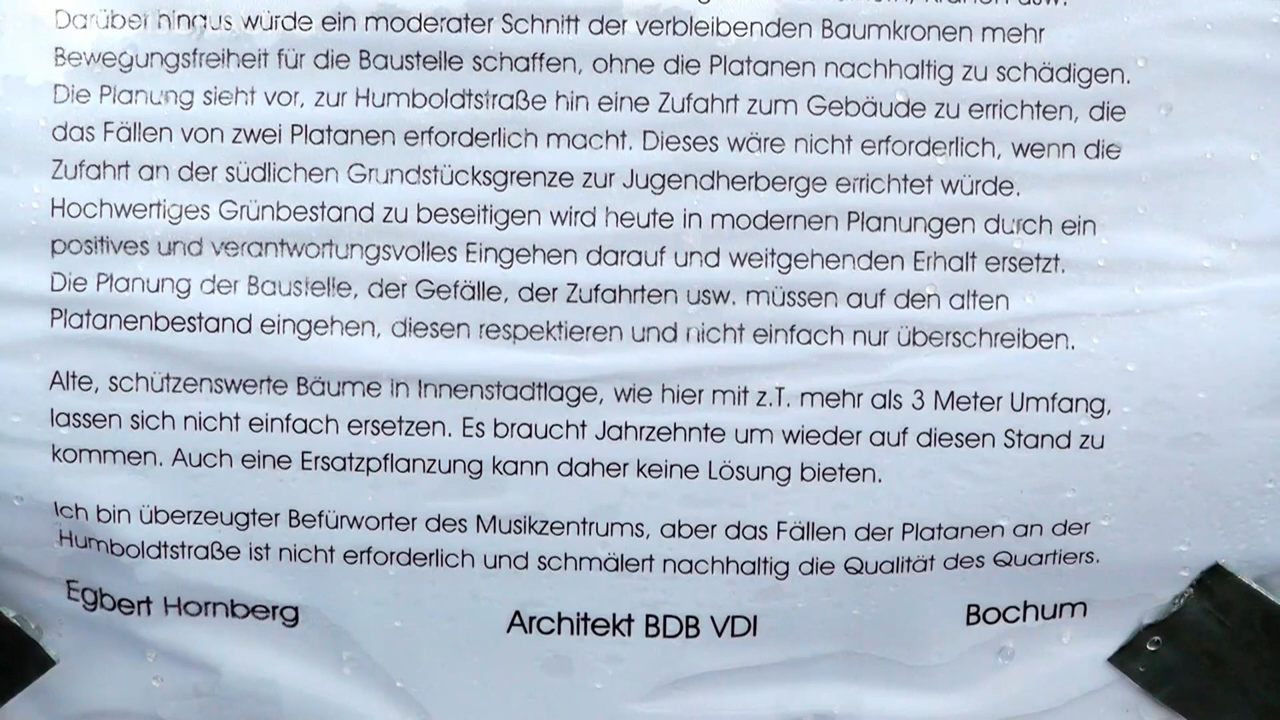 Darüber hinaus würde ein moderater Schnitt der verbleibenden Baumkronen mehr
Bewegungsfreiheit für die Baustelle schaffen, ohne die Platanen nachhaltig zu schädigen.
Die Planung sieht vor, zur Humboldtstraße hin eine Zufahrt zum Gebäude zu errichten, die
das Fällen von zwei Platanen erforderlich macht. Dieses wäre nicht erforderlich, wenn die
Zufahrt an der südlichen Grundstücksgrenze zur Jugendherberge errichtet würde.
Hochwertiges Grünbestand zu beseitigen wird heute in modernen Planungen durch ein
positives und verantwortungsvolles Eingehen darauf und weitgehenden Erhalt ersetzt.
Die Planung der Baustelle, der Gefälle, der Zufahrten usw. müssen auf den alten
Platanenbestand eingehen, diesen respektieren und nicht einfach nur überschreiben.
Alte, schützenswerte Bäume in Innenstadtlage, wie hier mit z.T. mehr als 3 Meter Umfang,
lassen sich nicht einfach ersetzen. Es braucht Jahrzehnte um wieder auf diesen Stand zu
kommen. Auch eine Ersatzpflanzung kann daher keine Lösung bieten.
Ich bin überzeugter Befürworter des Musikzentrums, aber das Fällen der Platanen an der
Humboldtstraße ist nicht erforderlich und schmälert nachhaltig die Qualität des Quartiers.
Egbert Hornberg Architekt BDB VDI Bochum